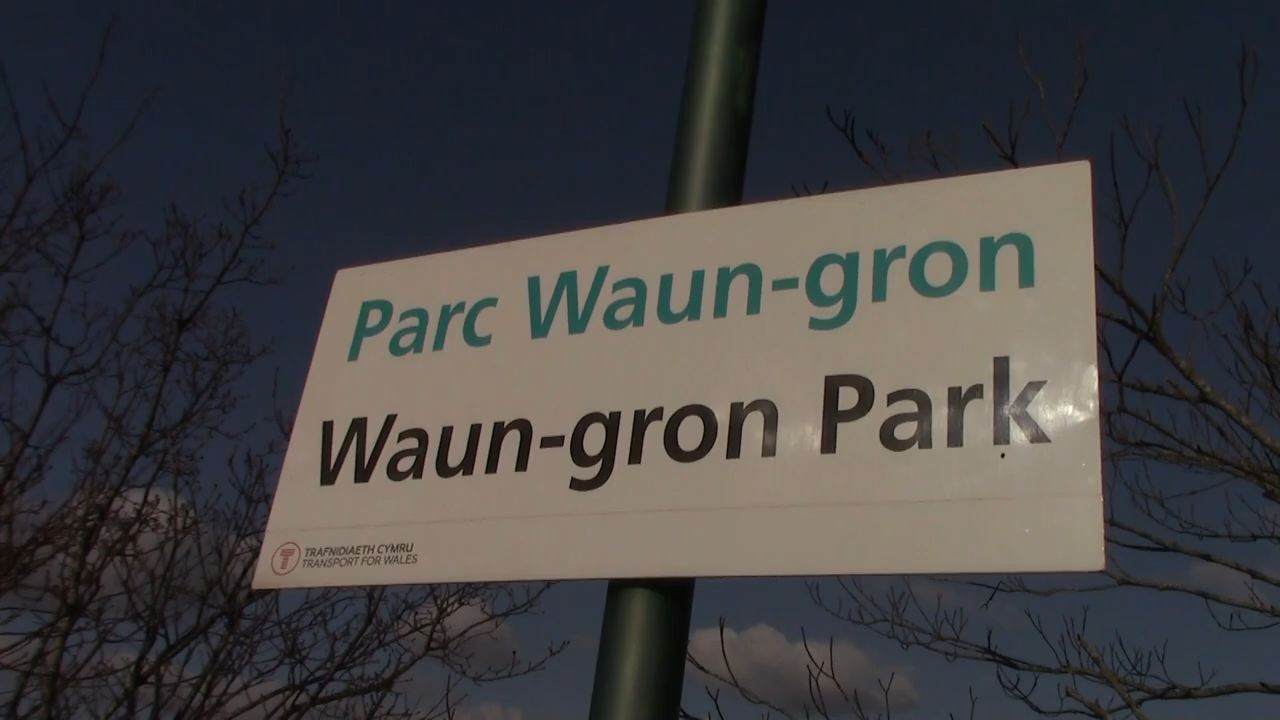 Parc Waun-gron
Waun-gron Park
TRAFNIDIAETH CYMRU
TRANSPORT FOR WALES